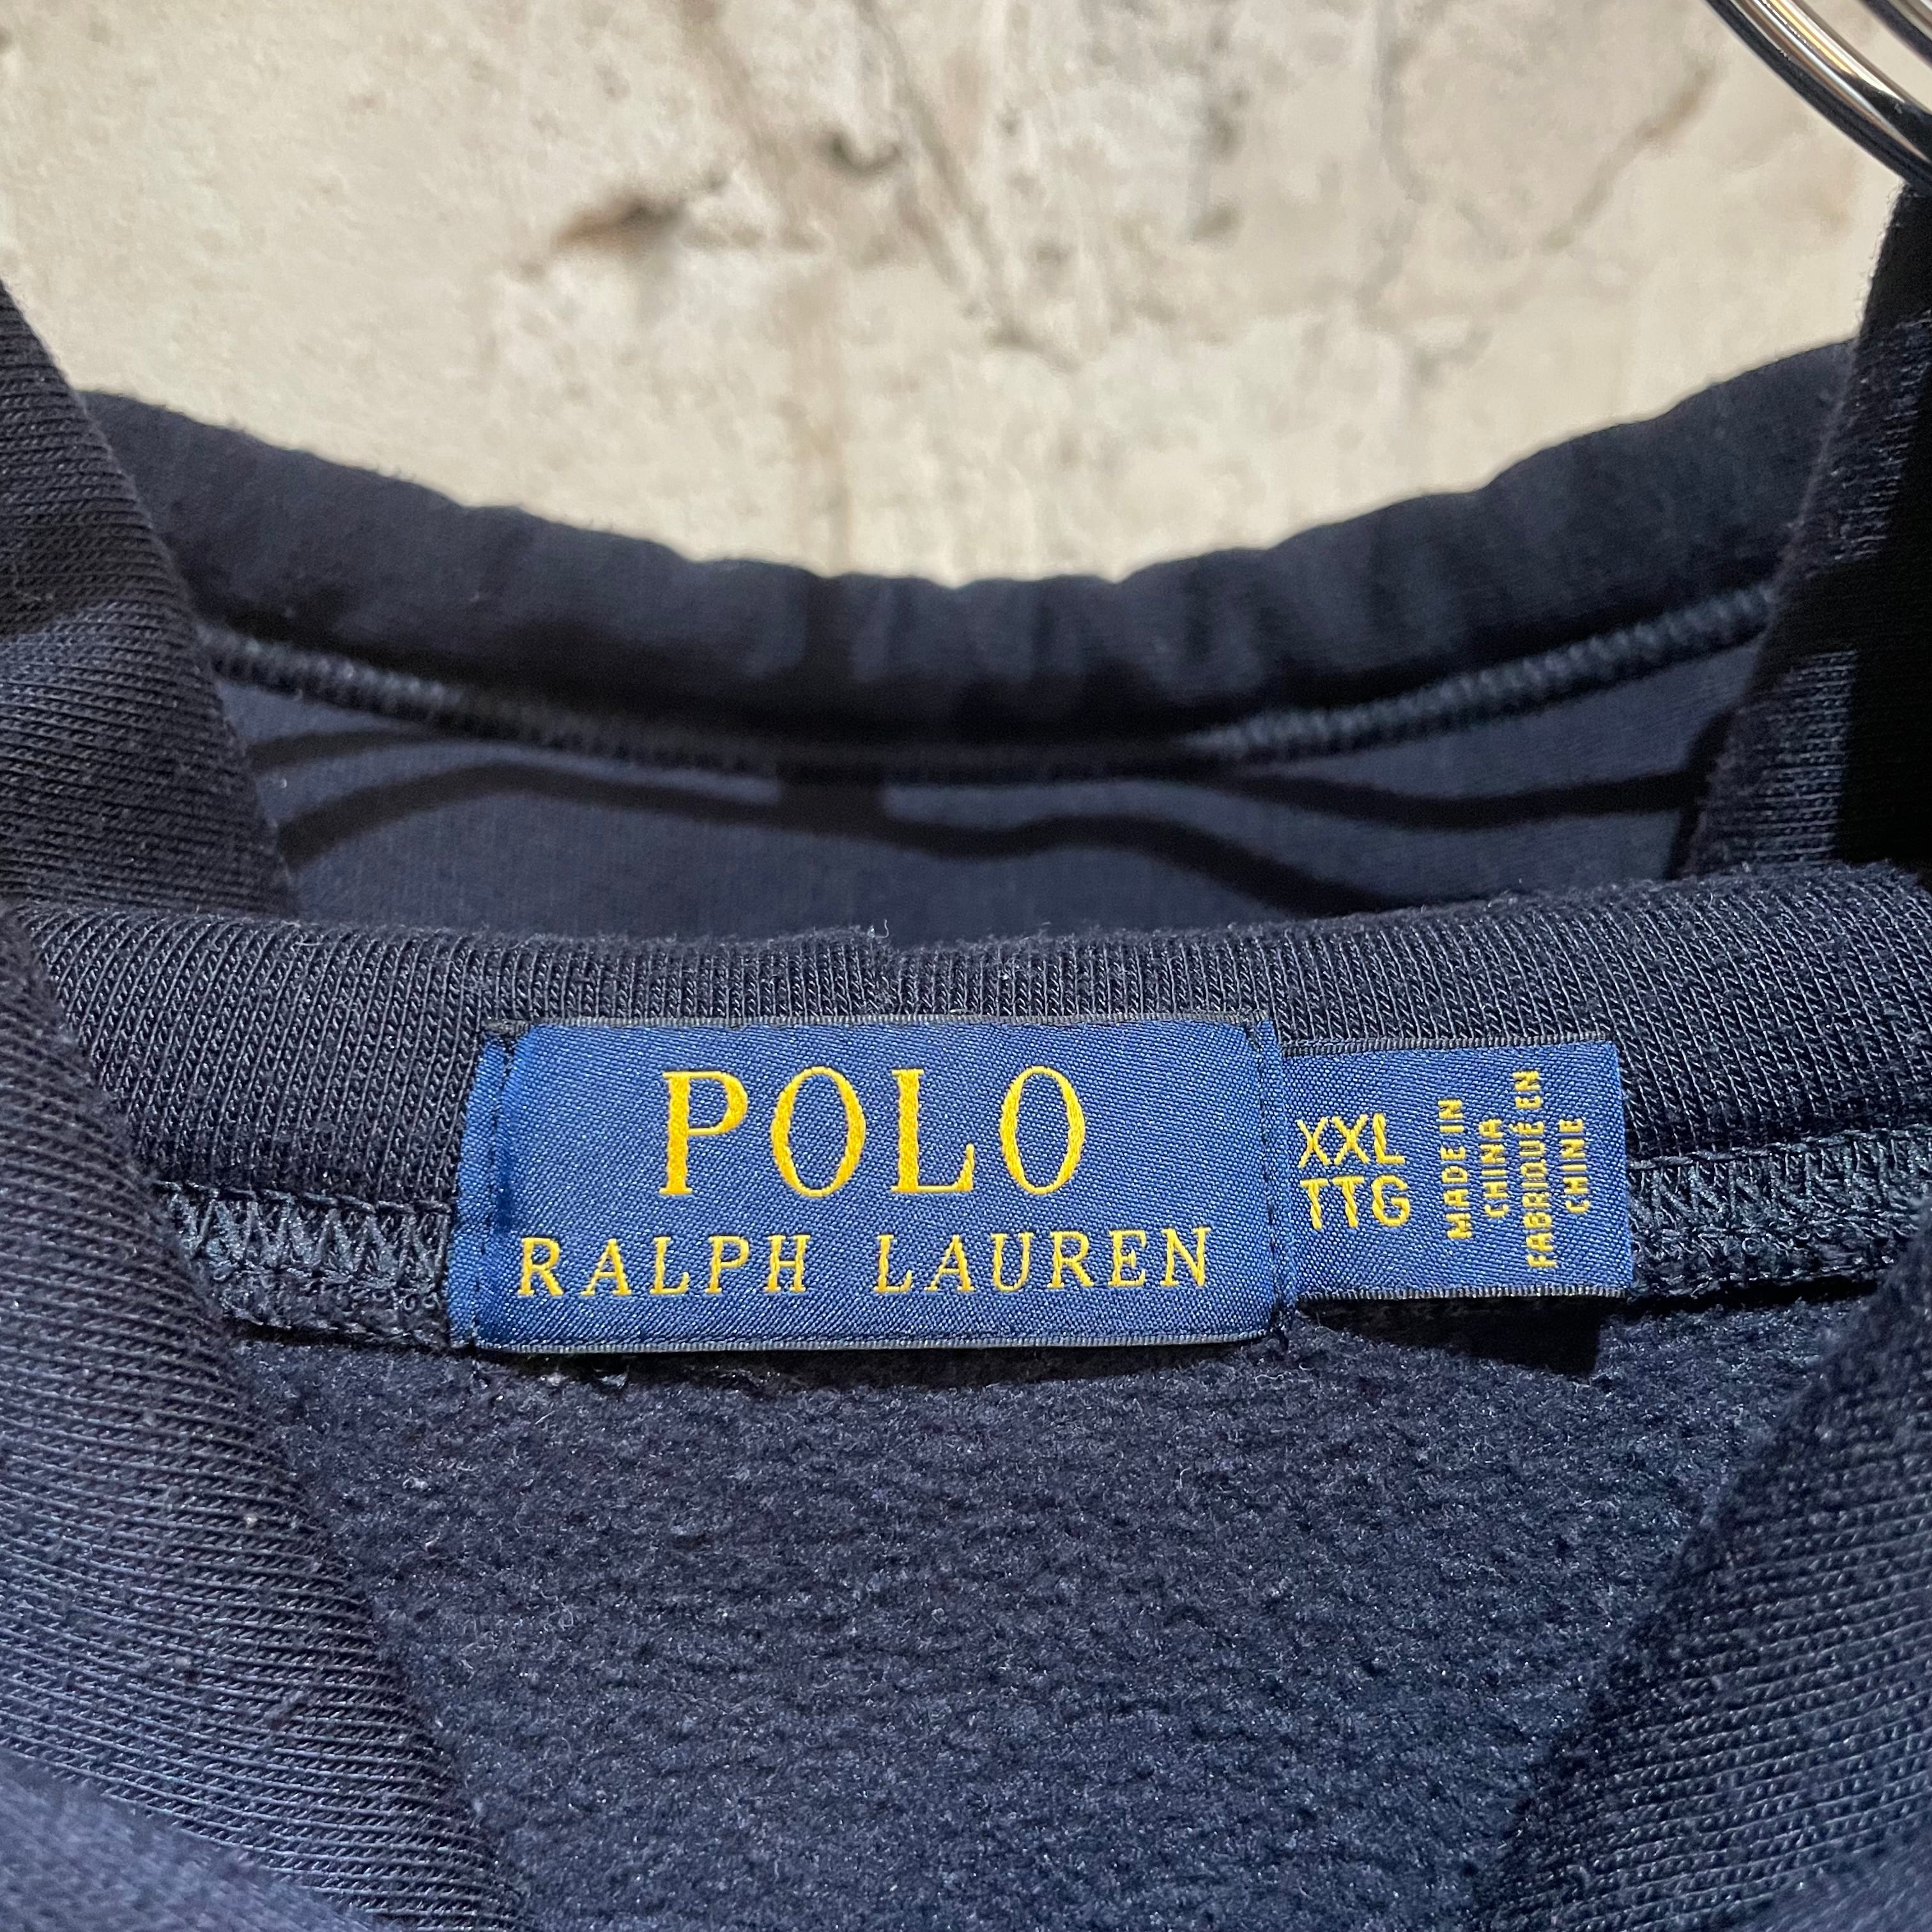 POLO
RALPH LAUREN
XXL
TTG
MADE IN
CHINA
FABRIQUÉ EN
CHINE